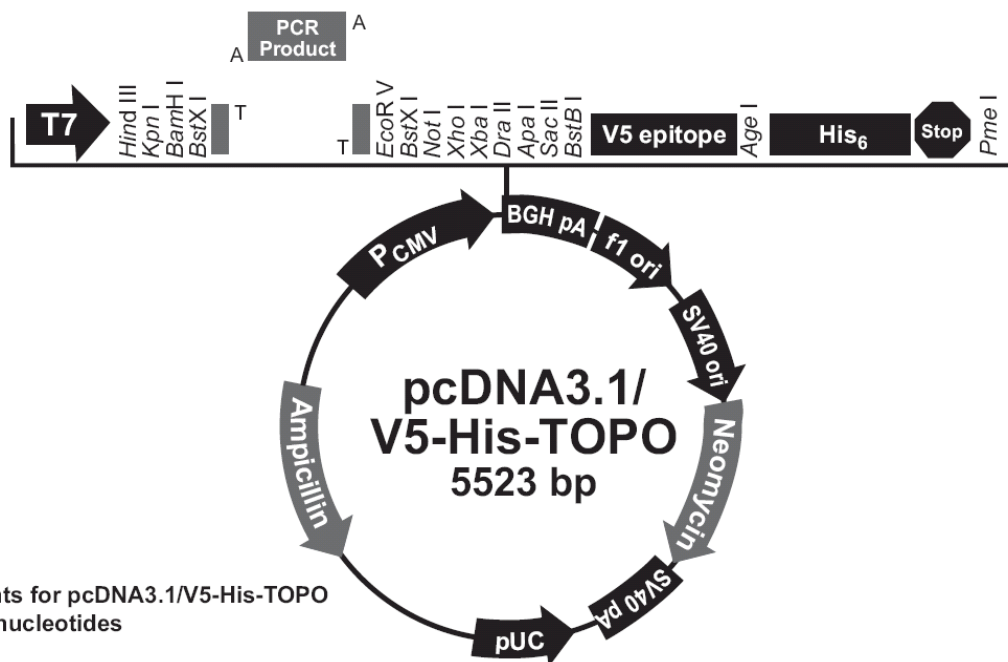 PCR
Product
A
A
T7
Hind III
Kpn I
BamH I
BstX I
T
T
EcoR V
BstX I
Not I
Xho I
Xba I
Dra II
Apa I
Sac II
BstB I
V5 epitope
Age I
His6
Stop
Pme I
PCMV
BGH pA
f1 ori
SV40 ori
Neomycin
SV40 pA
pUC
Ampicillin
pcDNA3.1/
V5-His-TOPO
5523 bp
nts for pcDNA3.1/V5-His-TOPO
nucleotides